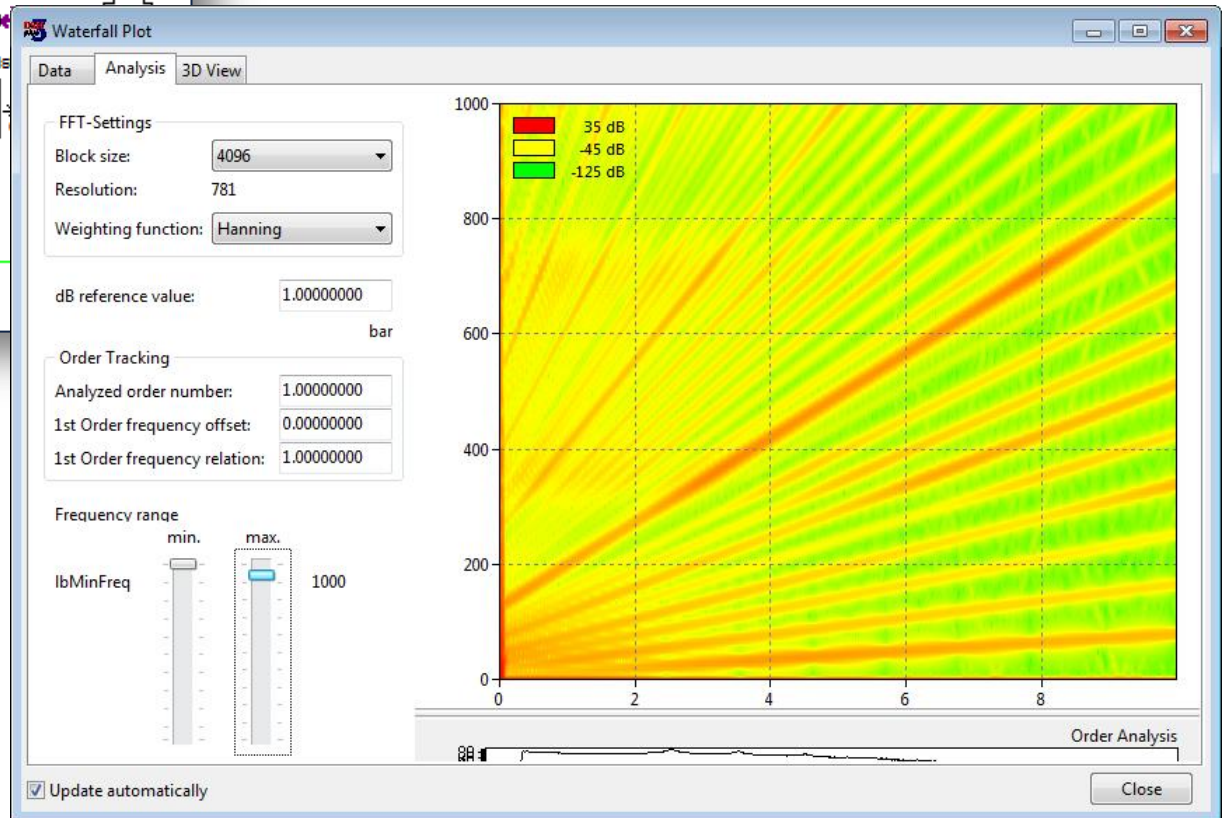 Waterfall Plot
Data Analysis 3D View
FFT-Settings
Block size: 4096
Resolution: 781
Weighting function: Hanning
dB reference value: 1.00000000
bar
Order Tracking
Analyzed order number: 1.00000000
1st Order frequency offset: 0.00000000
1st Order frequency relation: 1.00000000
Frequency range
min. max.
lbMinFreq 1000
1000
35 dB
-45 dB
-125 dB
800
600
400
200
0
0 2 4 6 8
Order Analysis
Update automatically
Close